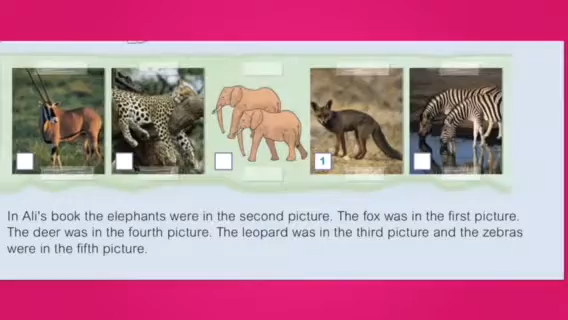 1
In Ali's book the elephants were in the second picture. The fox was in the first picture.
The deer was in the fourth picture. The leopard was in the third picture and the zebras
were in the fifth picture.